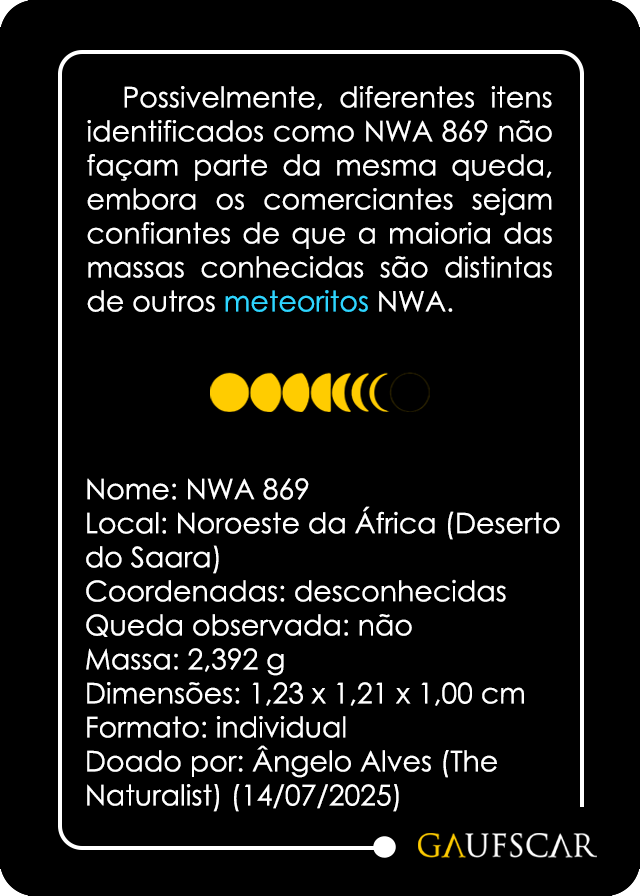 Possivelmente, diferentes itens
identificados como NWA 869 não
façam parte da mesma queda,
embora os comerciantes sejam
confiantes de que a maioria das
massas conhecidas são distintas
de outros meteoritos NWA.
Nome: NWA 869
Local: Noroeste da África (Deserto
do Saara)
Coordenadas: desconhecidas
Queda observada: não
Massa: 2,392 g
Dimensões: 1,23 x 1,21 x 1,00 cm
Formato: individual
Doado por: Ângelo Alves (The
Naturalist) (14/07/2025)
GAUFSCAR